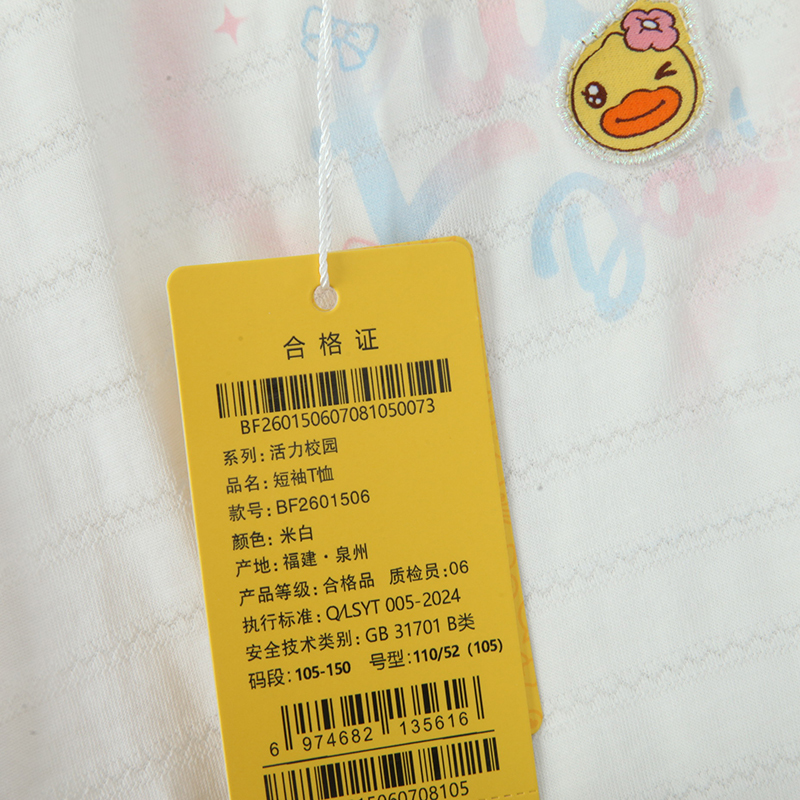 合格证
BF260150607081050073
系列:活力校园
品名:短袖T恤
款号:BF2601506
颜色:米白
产地:福建·泉州
产品等级:合格品 质检员:06
执行标准:Q/LSYT 005-2024
安全技术类别:GB 31701 B类
码段:105-150 号型:110/52（105）
6 974682 135616
15060708105